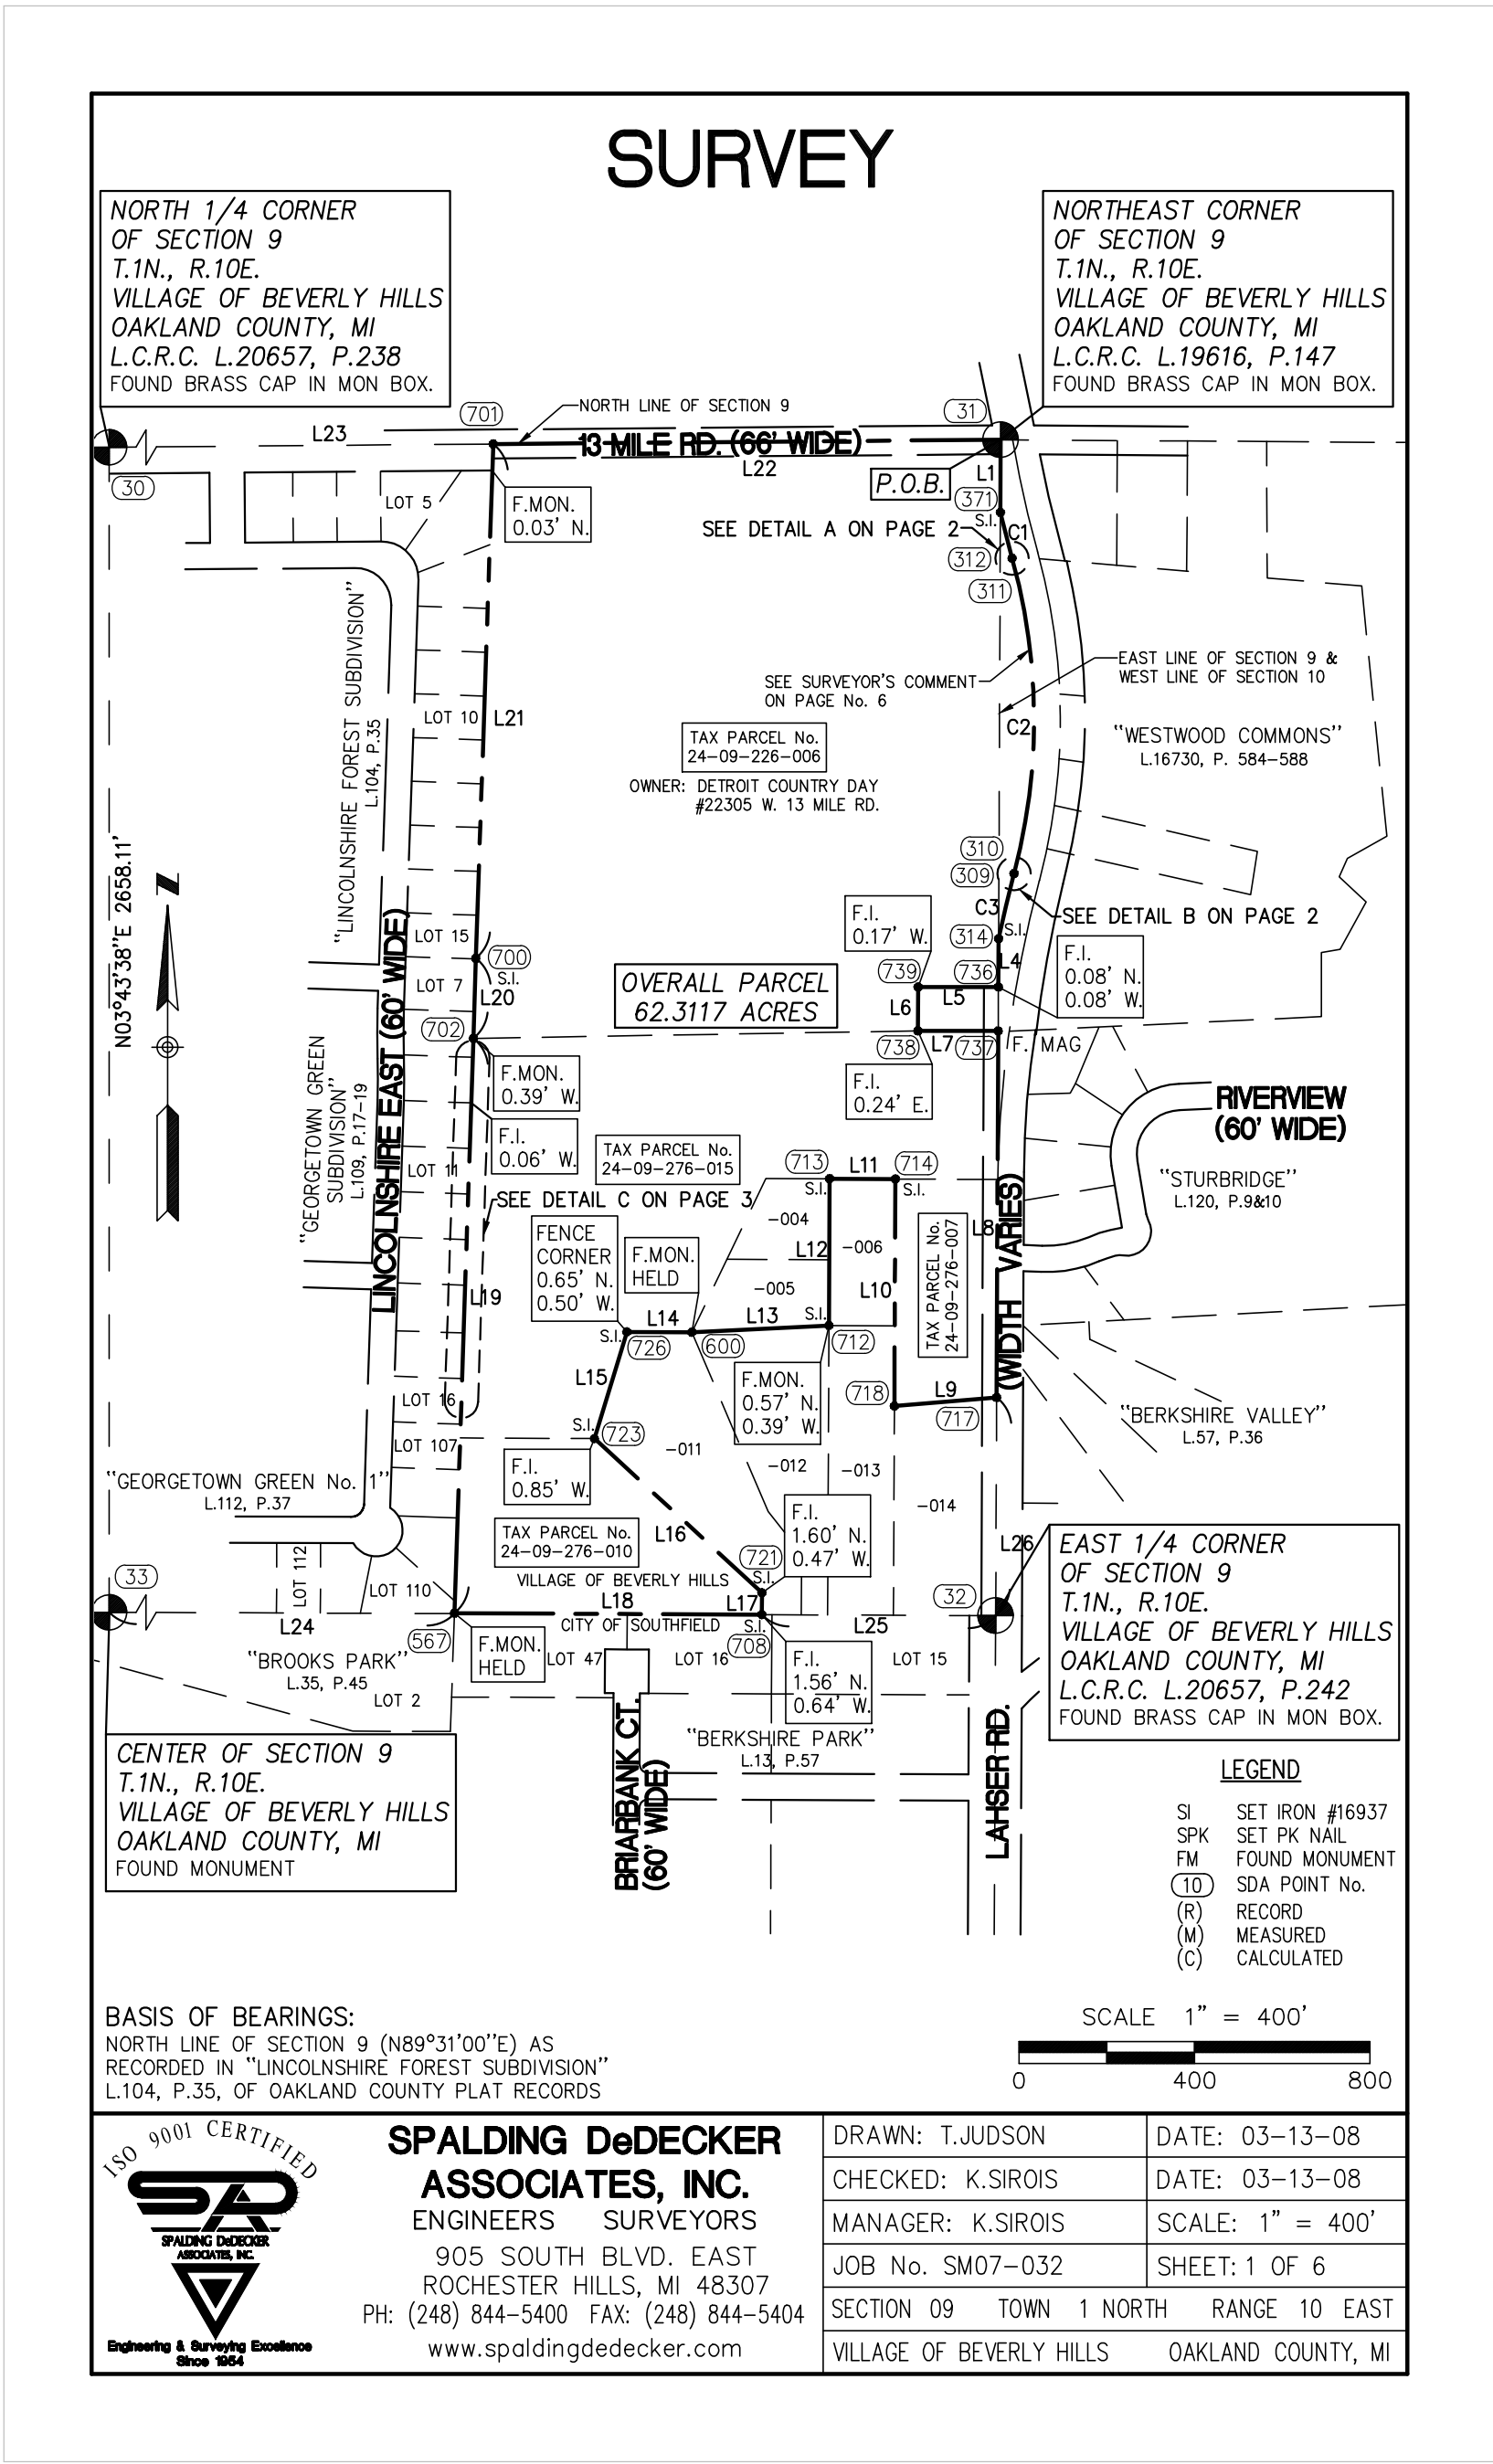 SURVEY
NORTH 1/4 CORNER
OF SECTION 9
T.1N., R.10E.
VILLAGE OF BEVERLY HILLS
OAKLAND COUNTY, MI
L.C.R.C. L.20657, P.238
FOUND BRASS CAP IN MON BOX.
NORTHEAST CORNER
OF SECTION 9
T.1N., R.10E.
VILLAGE OF BEVERLY HILLS
OAKLAND COUNTY, MI
L.C.R.C. L.19616, P.147
FOUND BRASS CAP IN MON BOX.
701
NORTH LINE OF SECTION 9
31
L23
13 MILE RD. (66' WIDE)
L22
P.O.B.
L1
30
LOT 5
F.MON.
0.03' N.
371
S.I.
SEE DETAIL A ON PAGE 2
C1
312
311
"LINCOLNSHIRE FOREST SUBDIVISION"
L.104, P.35
EAST LINE OF SECTION 9 &
WEST LINE OF SECTION 10
SEE SURVEYOR'S COMMENT
ON PAGE No. 6
LOT 10
L21
C2
TAX PARCEL No.
24-09-226-006
"WESTWOOD COMMONS"
L.16730, P. 584-588
OWNER: DETROIT COUNTRY DAY
#22305 W. 13 MILE RD.
N03°43'38"E 2658.11'
310
309
C3
SEE DETAIL B ON PAGE 2
F.I.
0.17' W.
LOT 15
314
S.I.
700
S.I.
L4
F.I.
0.08' N.
0.08' W.
LOT 7
L20
OVERALL PARCEL
62.3117 ACRES
739
736
L5
L6
702
738
L7
737
F. MAG
"GEORGETOWN GREEN
SUBDIVISION"
L.109, P.17-19
LINCOLNSHIRE EAST (60' WIDE)
F.MON.
0.39' W.
F.I.
0.24' E.
RIVERVIEW
(60' WIDE)
F.I.
0.06' W.
TAX PARCEL No.
24-09-276-015
LOT 11
713
L11
714
S.I.
S.I.
"STURBRIDGE"
L.120, P.9&10
SEE DETAIL C ON PAGE 3
-004
L12
-006
TAX PARCEL No.
24-09-276-007
L8
(WIDTH VARIES)
FENCE
CORNER
0.65' N.
0.50' W.
F.MON.
HELD
-005
L10
L19
L14
L13
S.I.
S.I.
726
600
712
L15
F.MON.
0.57' N.
0.39' W.
718
L9
717
LOT 16
"BERKSHIRE VALLEY"
L.57, P.36
S.I.
723
LOT 107
-011
-012
-013
F.I.
0.85' W.
"GEORGETOWN GREEN No. 1"
L.112, P.37
-014
F.I.
1.60' N.
0.47' W.
TAX PARCEL No.
24-09-276-010
L16
721
S.I.
L26
EAST 1/4 CORNER
OF SECTION 9
T.1N., R.10E.
VILLAGE OF BEVERLY HILLS
OAKLAND COUNTY, MI
L.C.R.C. L.20657, P.242
FOUND BRASS CAP IN MON BOX.
33
LOT 112
LOT 110
VILLAGE OF BEVERLY HILLS
L18
L17
32
L24
CITY OF SOUTHFIELD
S.I.
L25
567
F.MON.
HELD
708
"BROOKS PARK"
L.35, P.45
LOT 2
LOT 47
LOT 16
F.I.
1.56' N.
0.64' W.
LOT 15
BRIARBANK CT.
(60' WIDE)
"BERKSHIRE PARK"
L.13, P.57
LAHSER RD.
CENTER OF SECTION 9
T.1N., R.10E.
VILLAGE OF BEVERLY HILLS
OAKLAND COUNTY, MI
FOUND MONUMENT
LEGEND
SI SET IRON #16937
SPK SET PK NAIL
FM FOUND MONUMENT
10 SDA POINT No.
(R) RECORD
(M) MEASURED
(C) CALCULATED
BASIS OF BEARINGS:
NORTH LINE OF SECTION 9 (N89°31'00"E) AS
RECORDED IN "LINCOLNSHIRE FOREST SUBDIVISION"
L.104, P.35, OF OAKLAND COUNTY PLAT RECORDS
SCALE 1" = 400'
0 400 800
ISO 9001 CERTIFIED
SPALDING DeDECKER
ASSOCIATES, INC.
Engineering & Surveying Excellence
Since 1954
SPALDING DeDECKER
ASSOCIATES, INC.
ENGINEERS SURVEYORS
905 SOUTH BLVD. EAST
ROCHESTER HILLS, MI 48307
PH: (248) 844-5400 FAX: (248) 844-5404
www.spaldingdedecker.com
DRAWN: T.JUDSON DATE: 03-13-08
CHECKED: K.SIROIS DATE: 03-13-08
MANAGER: K.SIROIS SCALE: 1" = 400'
JOB No. SM07-032 SHEET: 1 OF 6
SECTION 09 TOWN 1 NORTH RANGE 10 EAST
VILLAGE OF BEVERLY HILLS OAKLAND COUNTY, MI